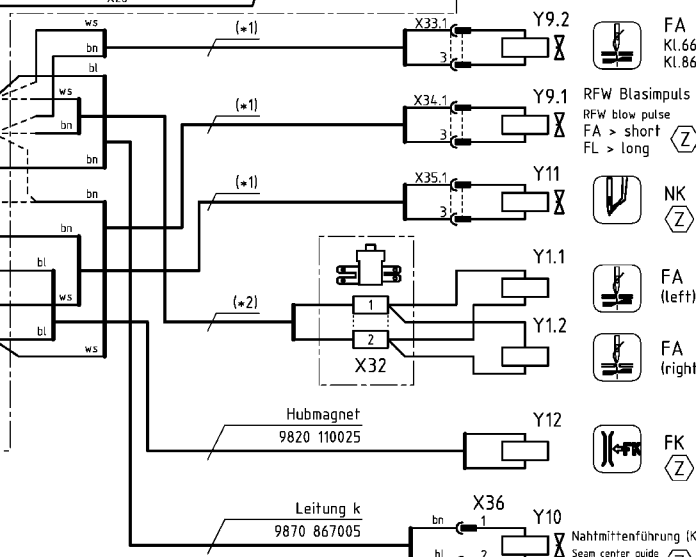 ws
(*1)
X33.1
Y9.2
FA
Kl.66
Kl.86
bn
3
bl
ws
(*1)
X34.1
Y9.1
RFW Blasimpuls
RFW blow pulse
FA > short
FL > long
Z
bn
3
bn
(*1)
X35.1
Y11
NK
Z
bn
3
bn
bl
Y1.1
FA
(left)
ws
(*2)
1
bl
2
Y1.2
FA
(right
ws
X32
Hubmagnet
9820 110025
Y12
FK
FK
Z
Leitung k
9870 867005
X36
bn
1
Y10
Nahtmittenführung (K
Seam center guide
bl
2